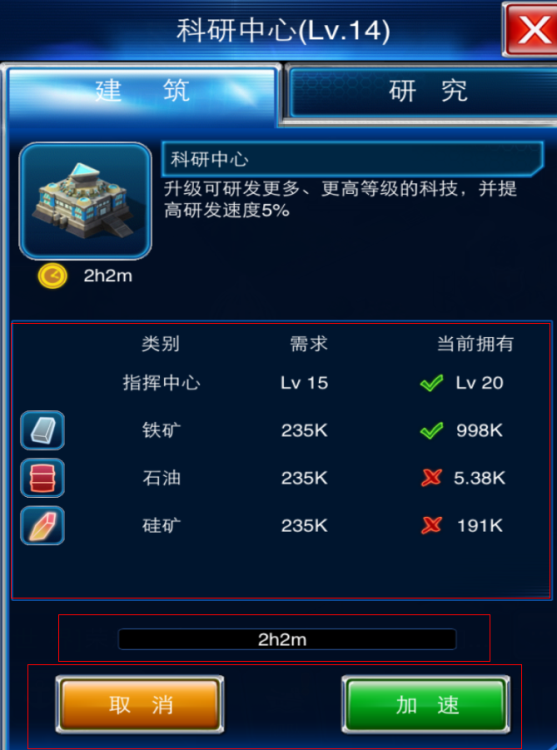 科研中心(Lv.14)
建 筑 研 究
科研中心
升级可研发更多、更高等级的科技，并提
高研发速度5%
2h2m
类别 需求 当前拥有
指挥中心 Lv 15 Lv 20
铁矿 235K 998K
石油 235K 5.38K
硅矿 235K 191K
2h2m
取 消 加 速